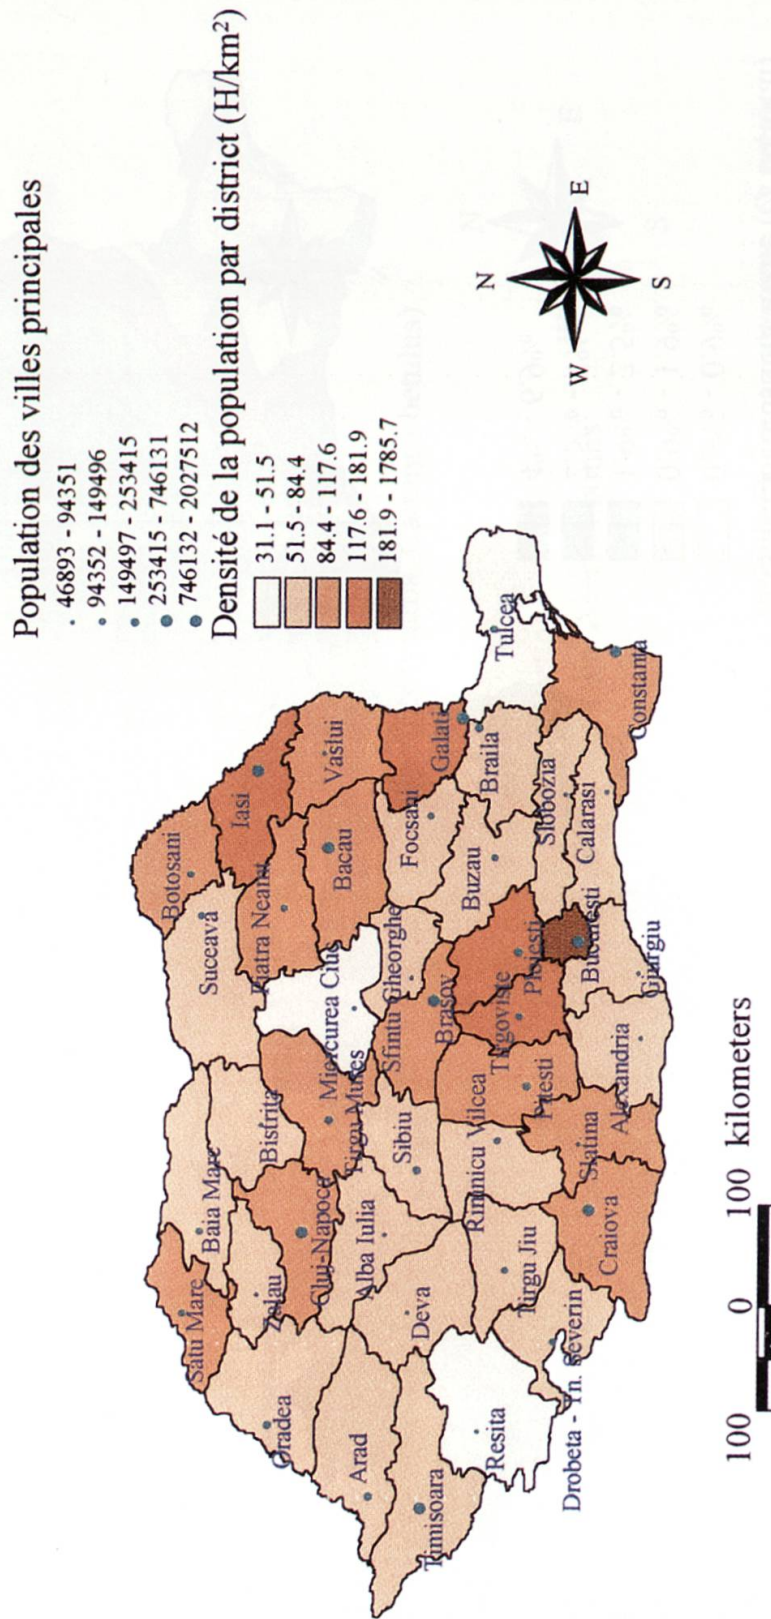 Population des villes principales
46893 - 94351
94352 - 149496
149497 - 253415
253415 - 746131
746132 - 2027512
Densité de la population par district (H/km²)
31.1 - 51.5
51.5 - 84.4
84.4 - 117.6
117.6 - 181.9
181.9 - 1785.7
N
W
E
S
Satu Mare
Baia Mare
Suceava
Botosani
Oradea
Zalau
Bistrita
Piatra Neamt
Iasi
Cluj-Napoca
Tirgu Mures
Miercurea Ciuc
Bacau
Vaslui
Arad
Alba Iulia
Timisoara
Deva
Sibiu
Sfintu Gheorghe
Brasov
Focsani
Galati
Resita
Tirgu Jiu
Rimnicu Vilcea
Pitesti
Tirgoviste
Ploiesti
Buzau
Braila
Tulcea
Drobeta - Tn. Severin
Craiova
Slatina
Alexandria
Bucuresti
Giurgiu
Slobozia
Calarasi
Constanta
100
0
100 kilometers